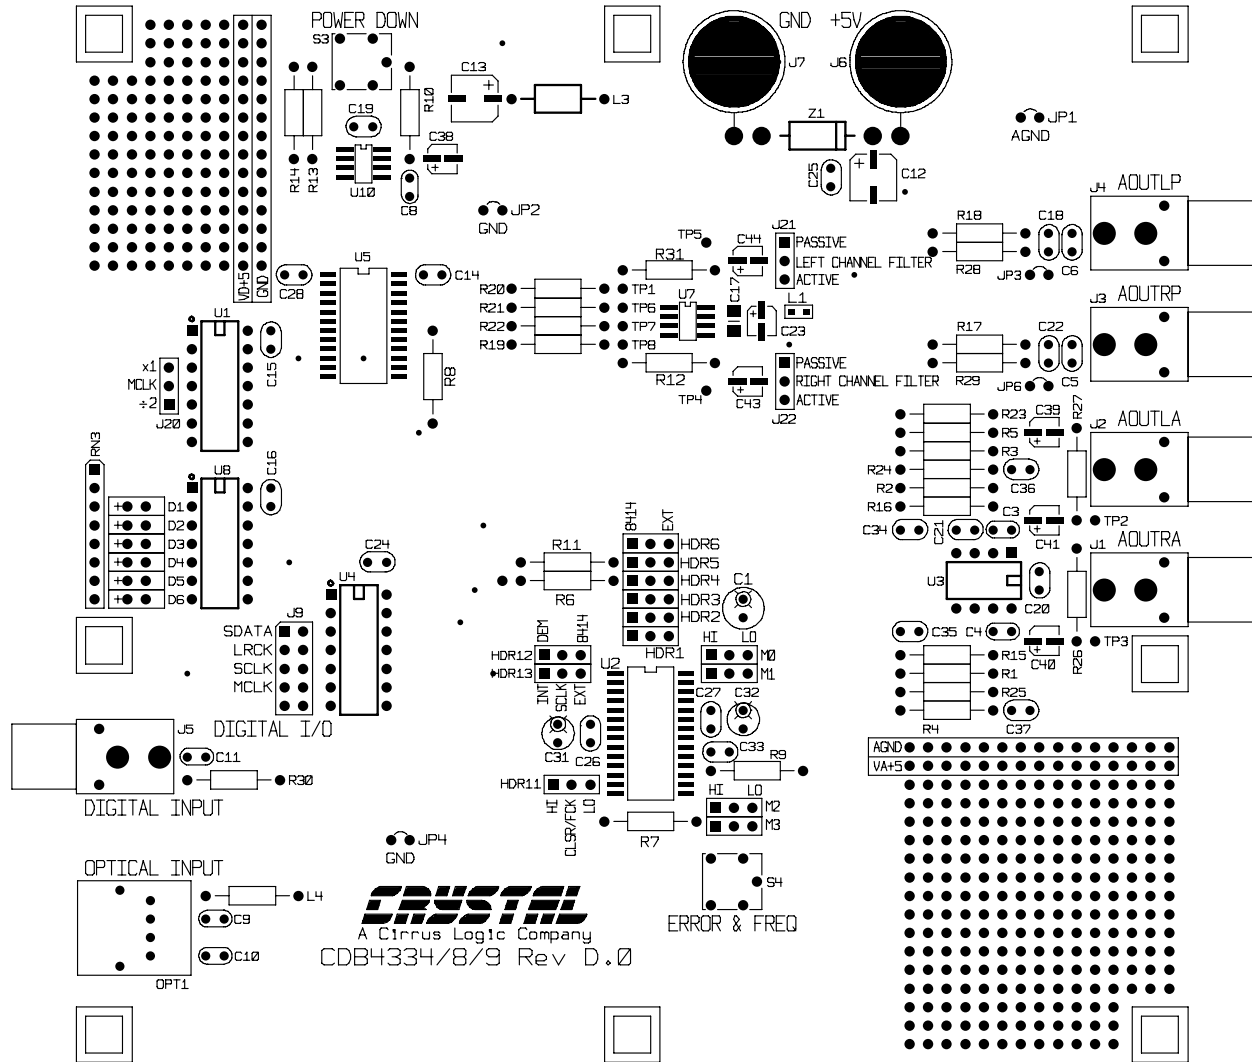 POWER DOWN
S3
GND +5V
J7
J6
C13
L3
R10
C19
Z1
JP1
AGND
C38
R14
R13
U10
C8
C25
C12
J4
AOUTLP
JP2
GND
R18
C18
TP5
C44
J21
PASSIVE
LEFT CHANNEL FILTER
ACTIVE
R31
R28
JP3
C6
U5
C28
C14
VD+5
GND
R20
TP1
R21
TP6
R22
TP7
R19
TP8
U7
C17
L1
C23
J3
AOUTRP
U1
C15
R17
C22
x1
MCLK
÷2
J20
R8
R12
TP4
C43
PASSIVE
RIGHT CHANNEL FILTER
ACTIVE
J22
R29
JP6
C5
RN3
U8
C16
R23
R5
R3
R24
R2
R16
C39
R27
J2
AOUTLA
C36
D1
D2
D3
D4
D5
D6
C34
C21
C3
C41
TP2
J1
AOUTRA
8414
EXT
HDR6
HDR5
HDR4
HDR3
HDR2
HDR1
R11
R6
C24
U4
C1
U3
C20
J9
SDATA
LRCK
SCLK
MCLK
DIGITAL I/O
DEM
8414
HDR12
HDR13
INT
SCLK
EXT
U2
HI
LO
M0
M1
C35
C4
C40
R26
TP3
R15
R1
R25
R4
C37
J5
C11
R30
DIGITAL INPUT
C31
C26
C27
C32
C33
R9
HDR11
HI
CLSR/FCK
LO
HI
LO
M2
M3
R7
AGND
VA+5
JP4
GND
OPTICAL INPUT
L4
C9
C10
OPT1
S4
ERROR & FREQ
CRYSTAL
A Cirrus Logic Company
CDB4334/8/9 Rev D.0